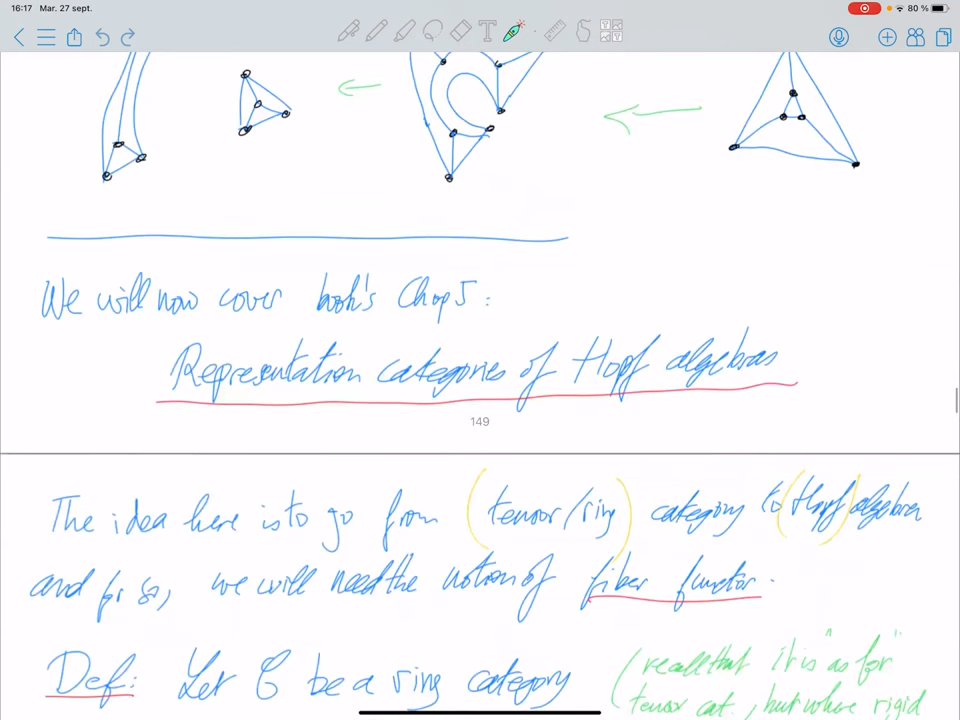 16:17 Mar. 27 sept.
80 %
We will now cover book's Chap 5 :
Representation categories of Hopf algebras
149
The idea here is to go from (tensor/ring) category to (Hopf) algebra
and for so, we will need the notion of fiber functor.
Def: Let C be a ring category (recall that it is "as for"
tensor cat., but where rigid